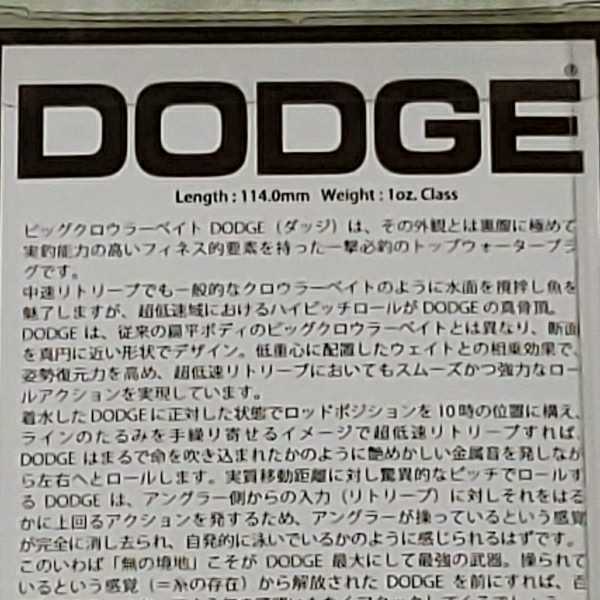 DODGE
®
Length : 114.0mm Weight : 1oz. Class
ビッグクロウラーベイト DODGE（ダッジ）は、その外観とは裏腹に極めて
実釣能力の高いフィネス的要素を持った一撃必釣のトップウォータープラ
グです。
中速リトリーブでも一般的なクロウラーベイトのように水面を撹拌し魚を
魅了しますが、超低速域におけるハイピッチロールがDODGEの真骨頂。
DODGE は、従来の扁平ボディのビッグクロウラーベイトとは異なり、断面
を真円に近い形状でデザイン。低重心に配置したウェイトとの相乗効果で、
姿勢復元力を高め、超低速リトリーブにおいてもスムーズかつ強力なロー
ルアクションを実現しています。
着水したDODGEに正対した状態でロッドポジションを10時の位置に構え、
ラインのたるみを手繰り寄せるイメージで超低速リトリーブすれば、
DODGE はまるで命を吹き込まれたかのように艶めかしい金属音を発しなが
ら左右へとロールします。実質移動距離に対し驚異的なピッチでロールす
る DODGE は、アングラー側からの入力（リトリーブ）に対しそれをはる
かに上回るアクションを発するため、アングラーが操っているという感覚
が完全に消し去られ、自発的に泳いでいるかのように感じられるはずです。
このいわば「無の境地」こそが DODGE 最大にして最強の武器。操られて
いるという感覚（＝糸の存在）から解放された DODGE を前にすれば、百